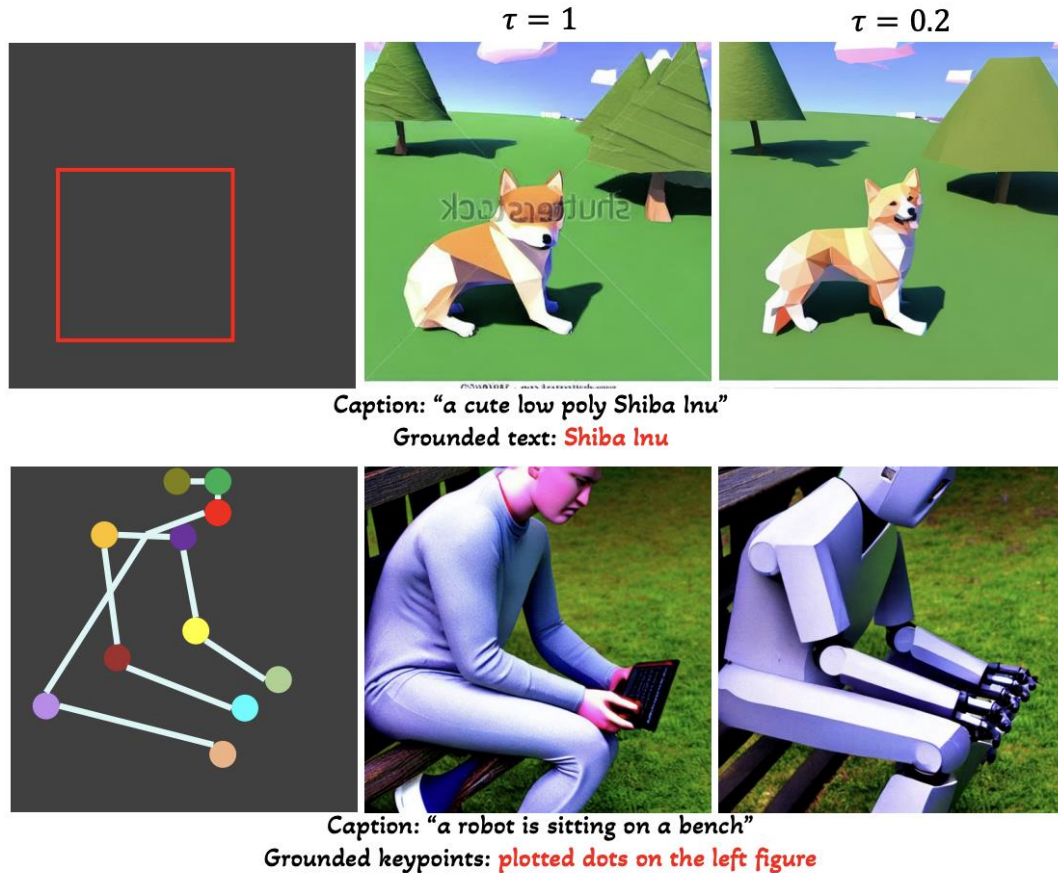 τ = 1
τ = 0.2
shutterstock
Caption: “a cute low poly Shiba Inu”
Grounded text: Shiba Inu
Caption: “a robot is sitting on a bench”
Grounded keypoints: plotted dots on the left figure